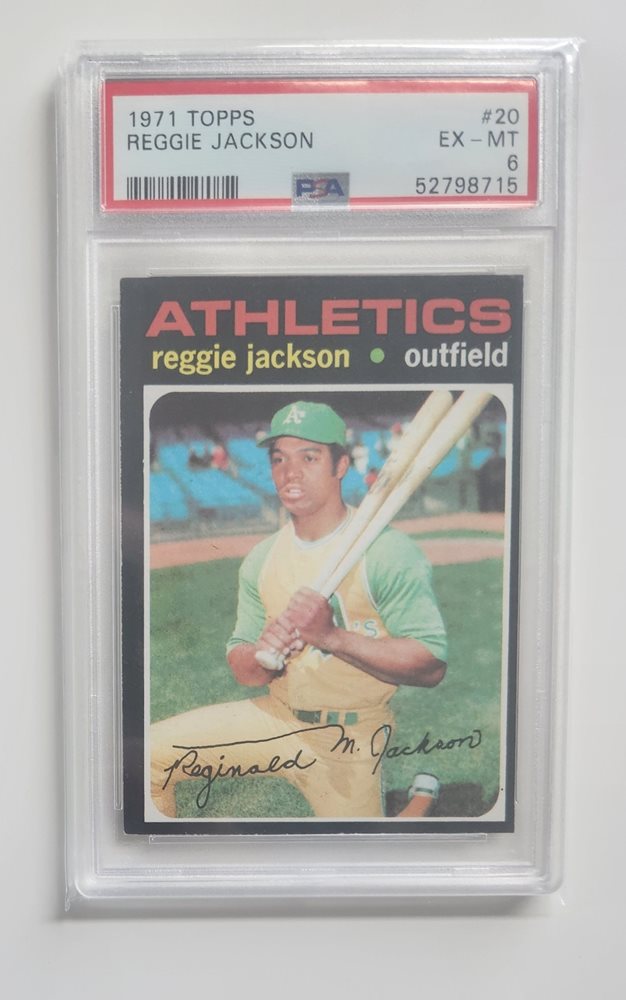 1971 TOPPS #20
REGGIE JACKSON EX - MT
6
PSA 52798715
ATHLETICS
reggie jackson • outfield
A's
's
Reginald M. Jackson